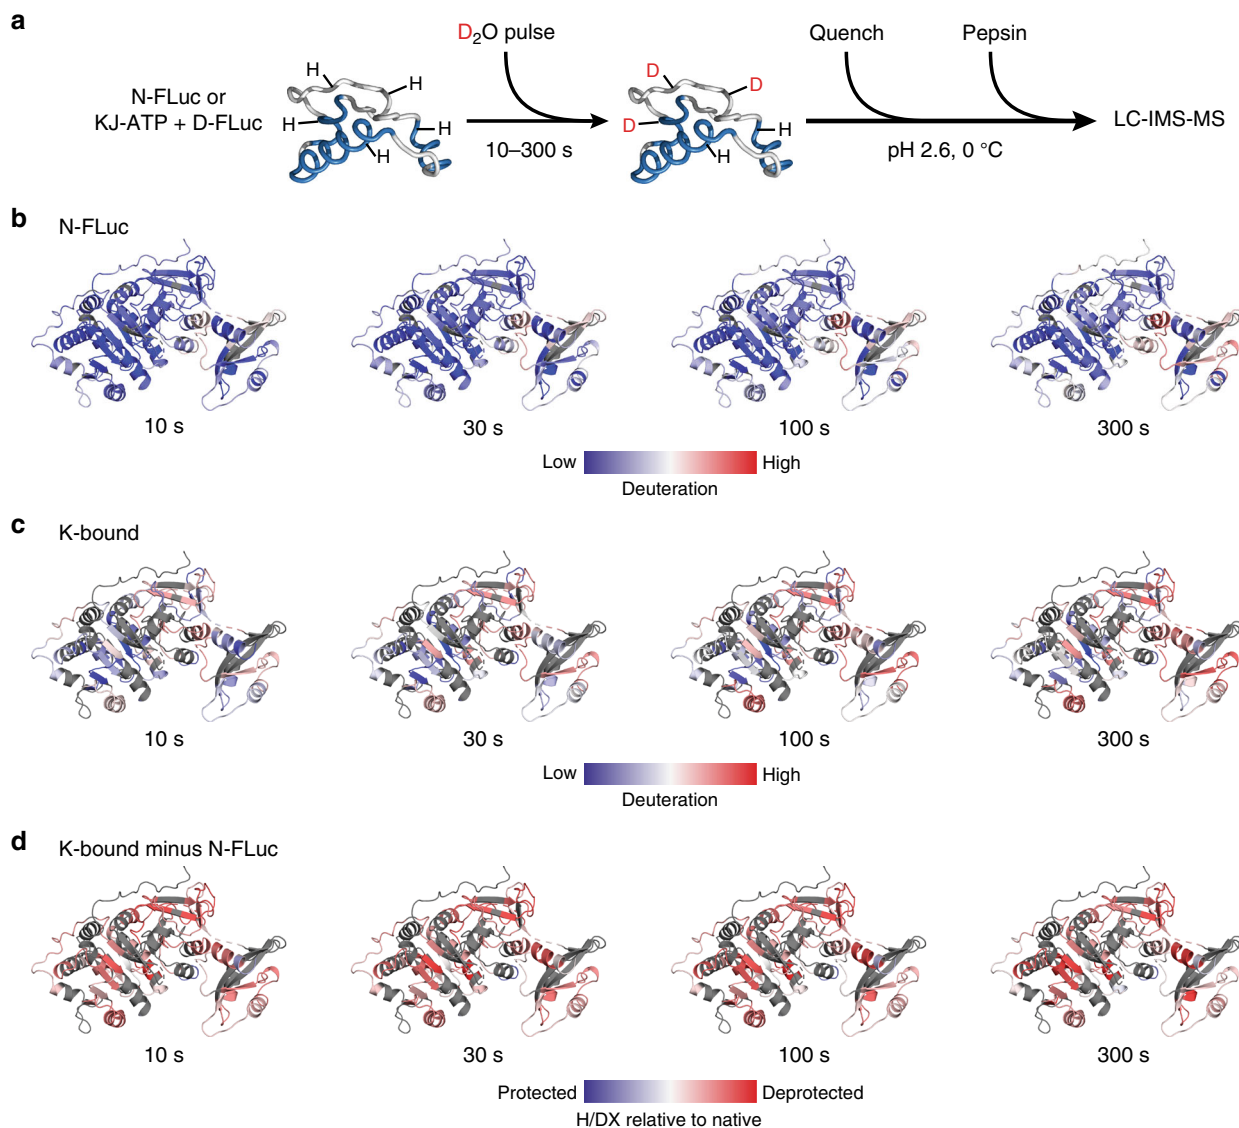 a
N-FLuc or
KJ-ATP + D-FLuc
H
H
H
H
H
D₂O pulse
10–300 s
D
D
D
H
H
Quench
Pepsin
pH 2.6, 0 °C
LC-IMS-MS
b
N-FLuc
10 s
30 s
100 s
300 s
Low
High
Deuteration
c
K-bound
10 s
30 s
100 s
300 s
Low
High
Deuteration
d
K-bound minus N-FLuc
10 s
30 s
100 s
300 s
Protected
Deprotected
H/DX relative to native